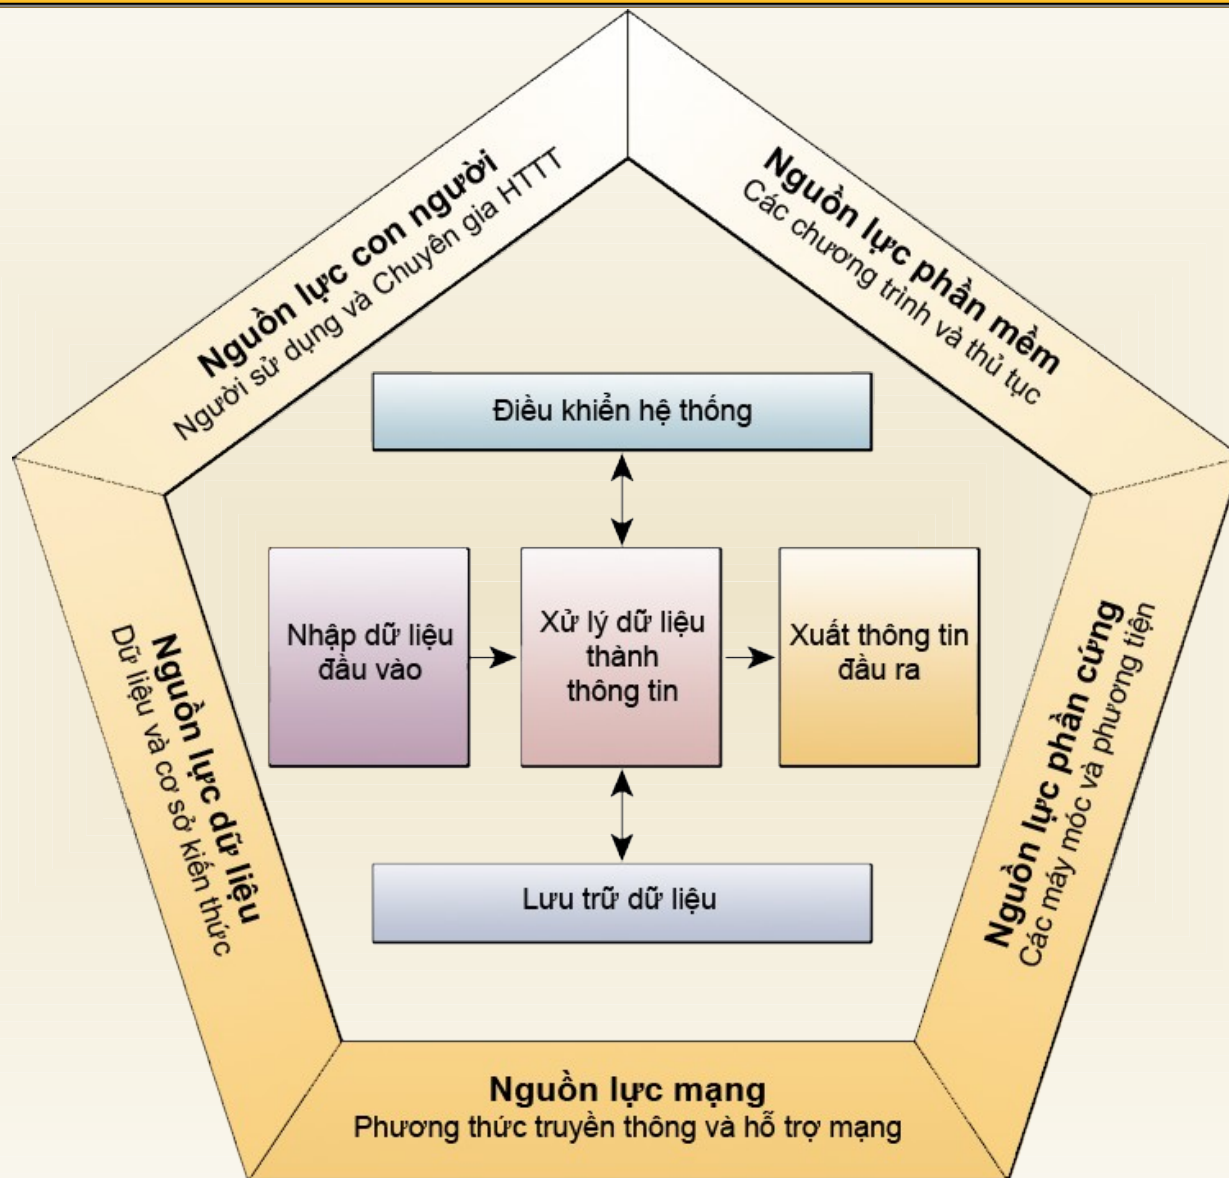 Nguồn lực con người
Người sử dụng và Chuyên gia HTTT
Nguồn lực phần mềm
Các chương trình và thủ tục
Điều khiển hệ thống
Nhập dữ liệu
đầu vào
Xử lý dữ liệu
thành
thông tin
Xuất thông tin
đầu ra
Lưu trữ dữ liệu
Nguồn lực dữ liệu
Dữ liệu và cơ sở kiến thức
Nguồn lực phần cứng
Các máy móc và phương tiện
Nguồn lực mạng
Phương thức truyền thông và hỗ trợ mạng